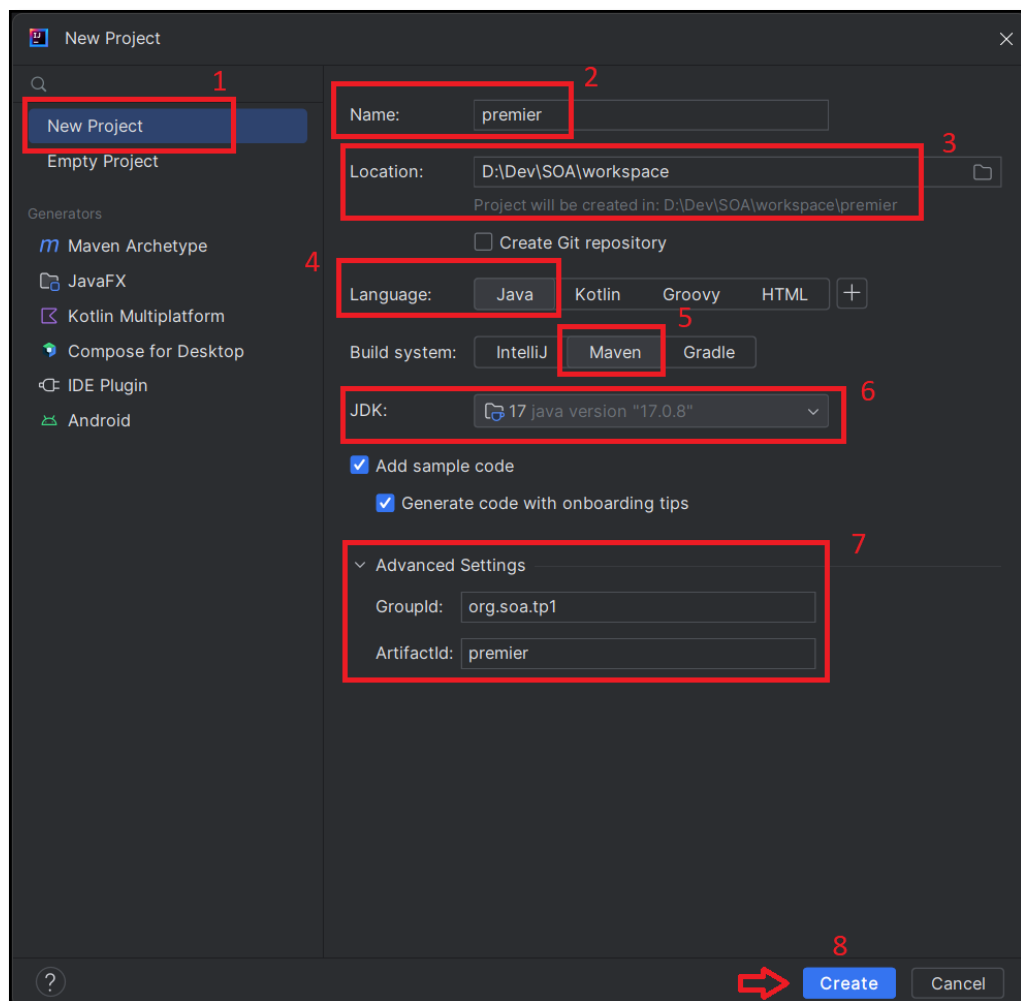 New Project
1
New Project
Empty Project
Generators
Maven Archetype
JavaFX
Kotlin Multiplatform
Compose for Desktop
IDE Plugin
Android
2
Name: premier
3
Location: D:\Dev\SOA\workspace
Project will be created in: D:\Dev\SOA\workspace\premier
Create Git repository
4
Language: Java Kotlin Groovy HTML
5
Build system: IntelliJ Maven Gradle
6
JDK: 17 java version "17.0.8"
Add sample code
Generate code with onboarding tips
7
Advanced Settings
GroupId: org.soa.tp1
ArtifactId: premier
8
? Create Cancel